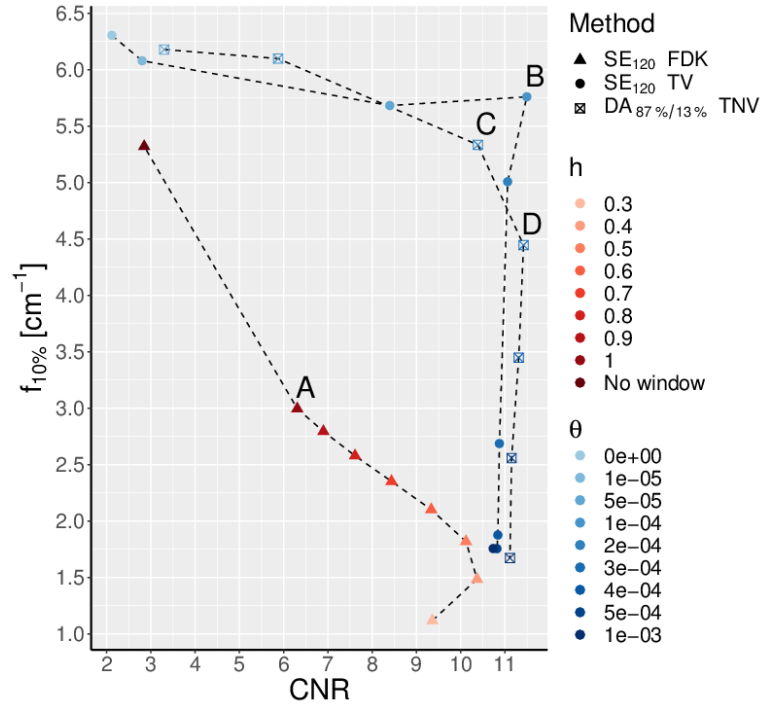 6.5
6.0
5.5
5.0
4.5
4.0
3.5
3.0
2.5
2.0
1.5
1.0
f10% [cm−1]
2 3 4 5 6 7 8 9 10 11
CNR
A
B
C
D
Method
SE120 FDK
SE120 TV
DA87%/13% TNV
h
0.3
0.4
0.5
0.6
0.7
0.8
0.9
1
No window
θ
0e+00
1e−05
5e−05
1e−04
2e−04
3e−04
4e−04
5e−04
1e−03